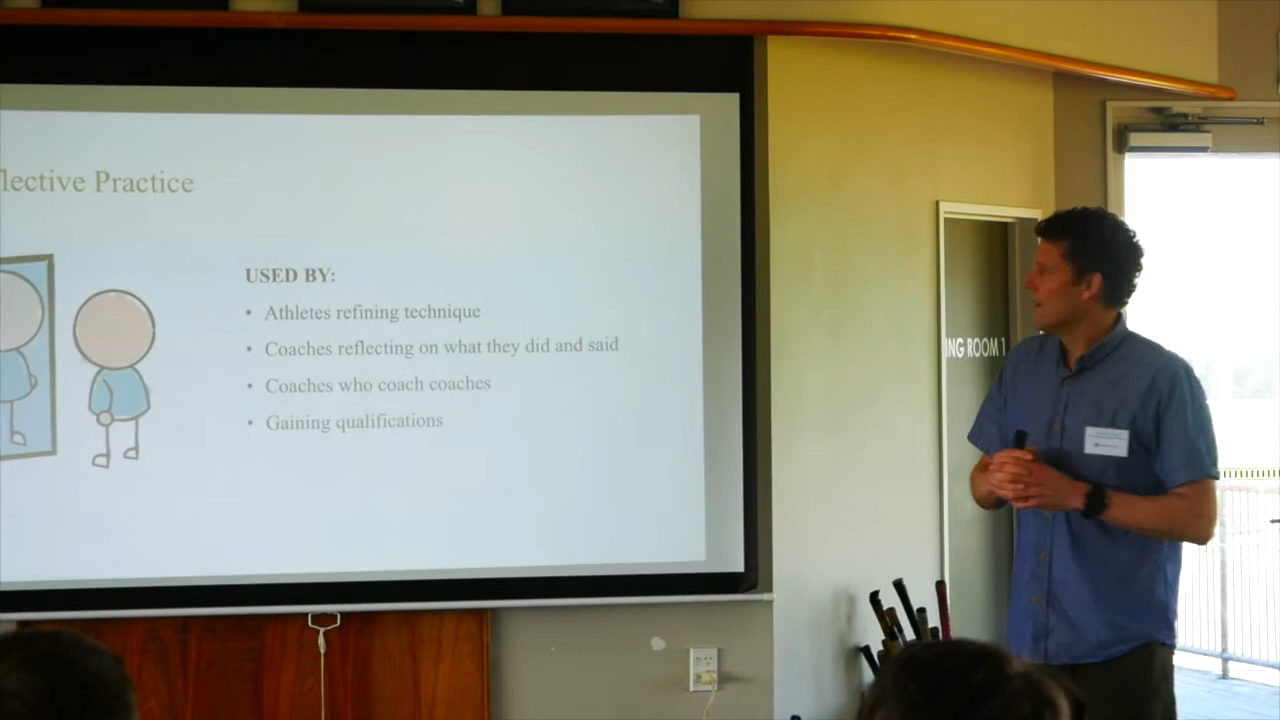 lective Practice
USED BY:
• Athletes refining technique
• Coaches reflecting on what they did and said
• Coaches who coach coaches
• Gaining qualifications
ING ROOM 1